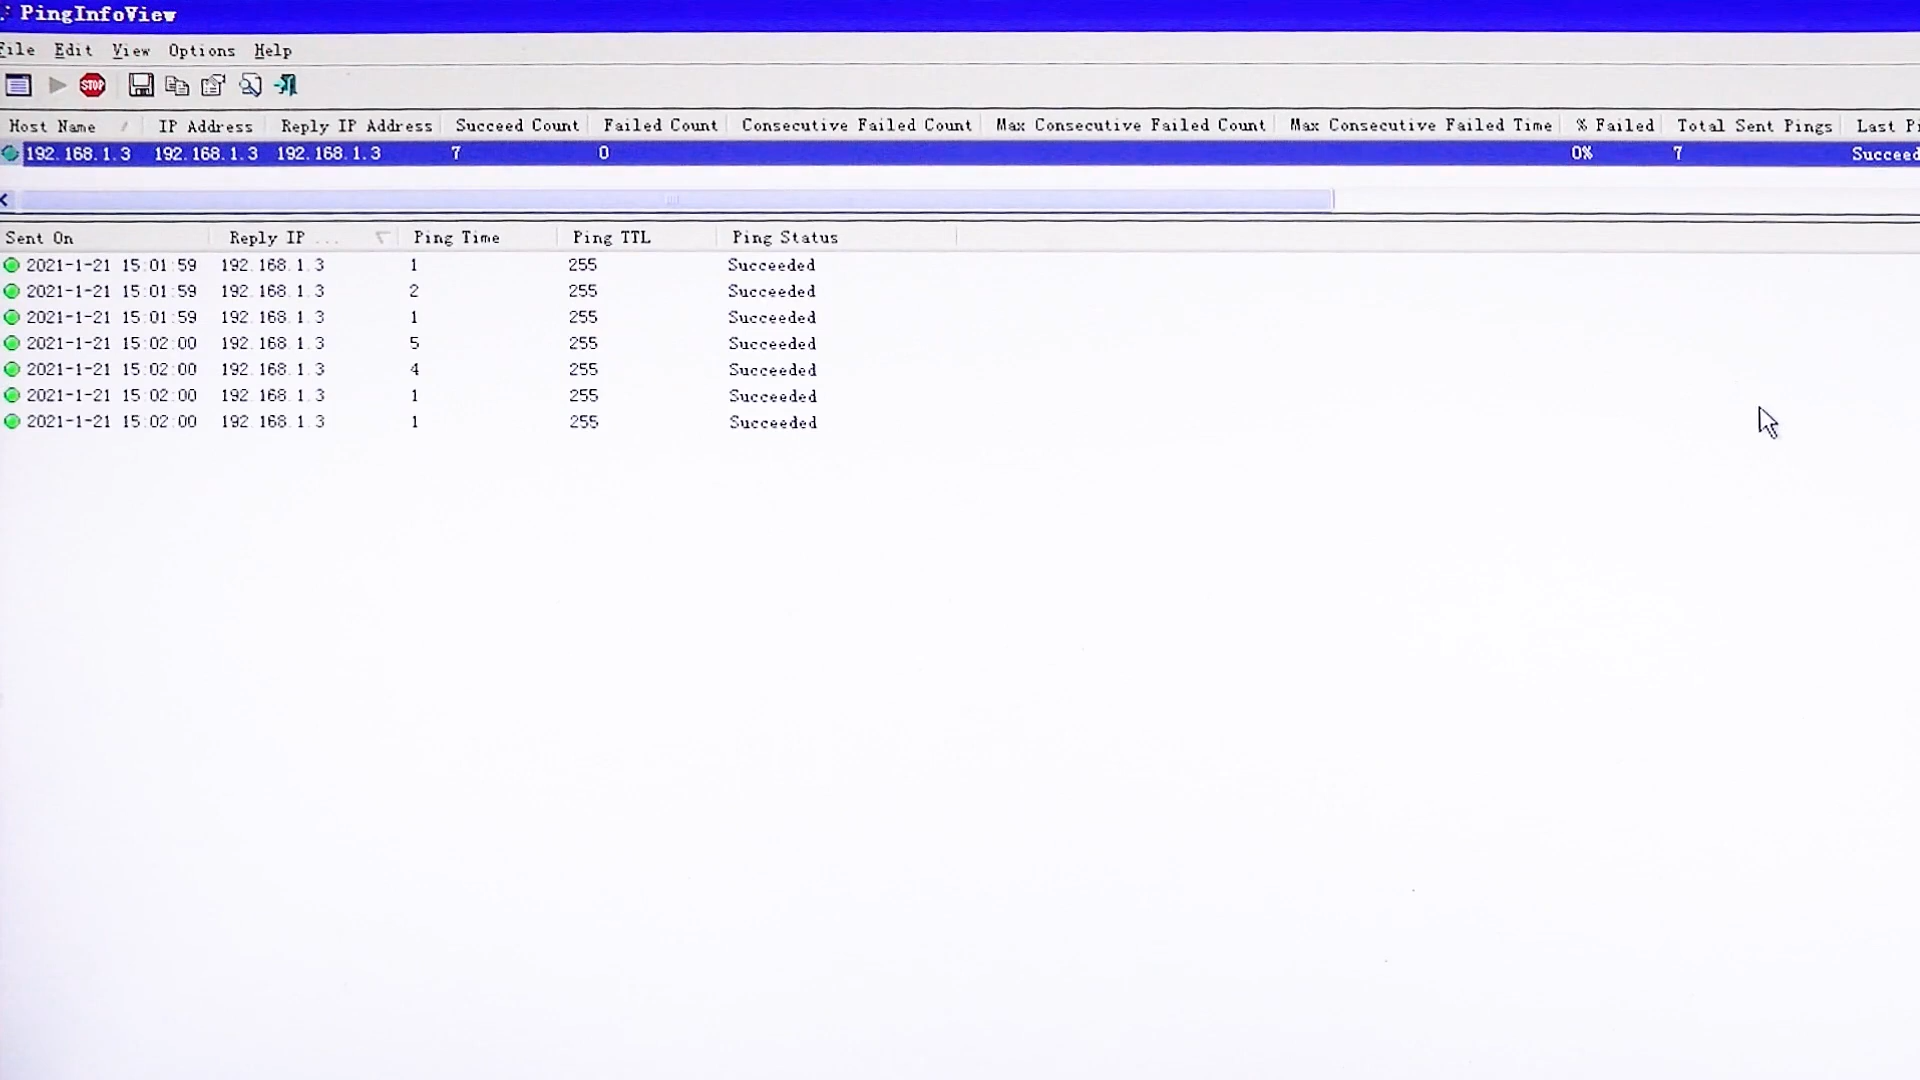 PingInfoView
File Edit View Options Help
STOP
Host Name / IP Address Reply IP Address Succeed Count Failed Count Consecutive Failed Count Max Consecutive Failed Count Max Consecutive Failed Time % Failed Total Sent Pings Last Pi
192.168.1.3 192.168.1.3 192.168.1.3 7 0 0% 7 Succeed
Sent On Reply IP ... Ping Time Ping TTL Ping Status
2021-1-21 15:01:59 192.168.1.3 1 255 Succeeded
2021-1-21 15:01:59 192.168.1.3 2 255 Succeeded
2021-1-21 15:01:59 192.168.1.3 1 255 Succeeded
2021-1-21 15:02:00 192.168.1.3 5 255 Succeeded
2021-1-21 15:02:00 192.168.1.3 4 255 Succeeded
2021-1-21 15:02:00 192.168.1.3 1 255 Succeeded
2021-1-21 15:02:00 192.168.1.3 1 255 Succeeded